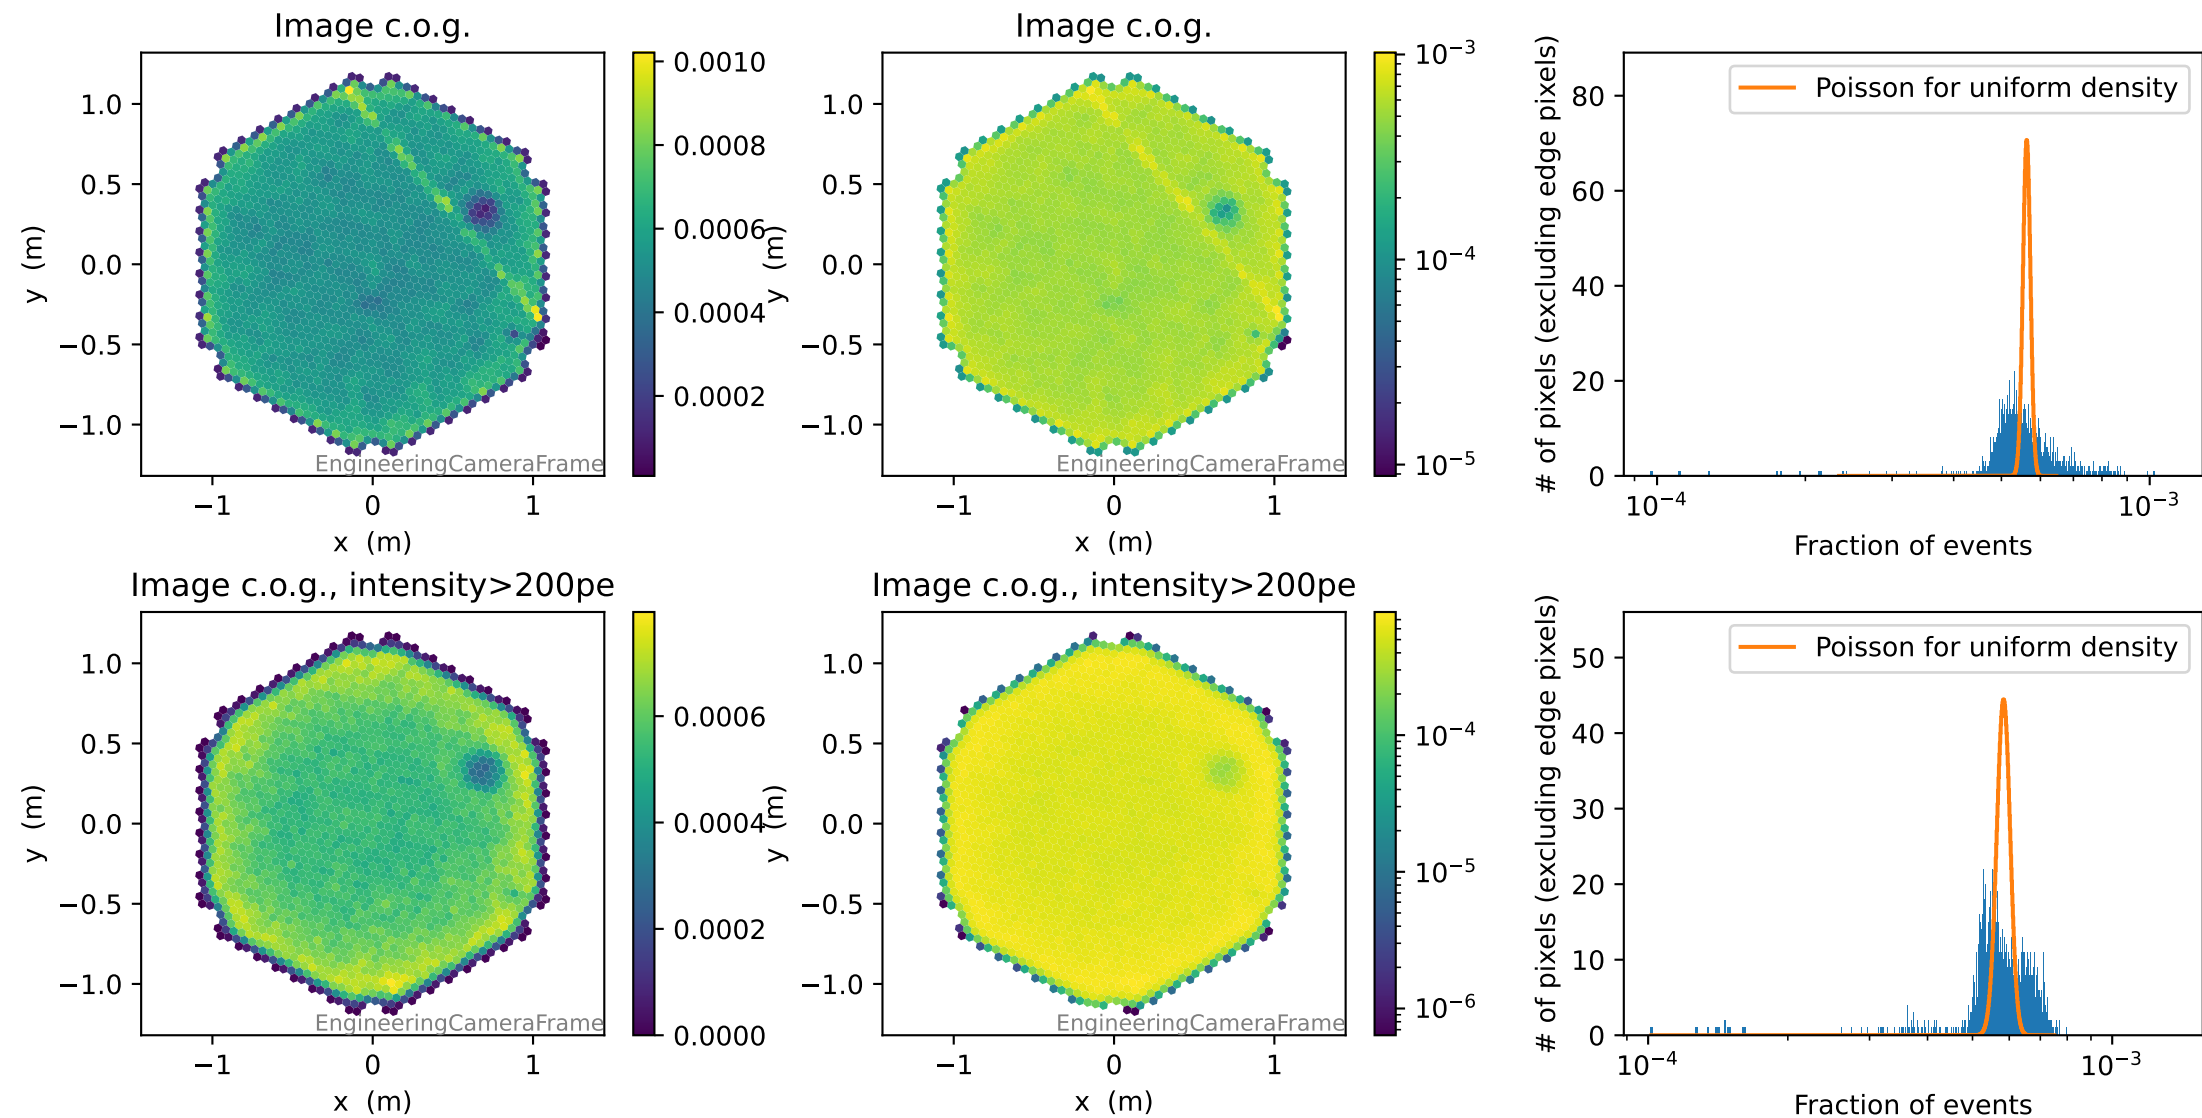 Image c.o.g.
1.0
0.5
0.0
−0.5
−1.0
y (m)
−1
0
1
x (m)
EngineeringCameraFrame
0.0010
0.0008
0.0006
0.0004
0.0002
Image c.o.g.
1.0
0.5
0.0
−0.5
−1.0
y (m)
−1
0
1
x (m)
EngineeringCameraFrame
10−3
10−4
10−5
Poisson for uniform density
80
60
40
20
0
# of pixels (excluding edge pixels)
10−4
10−3
Fraction of events
Image c.o.g., intensity>200pe
1.0
0.5
0.0
−0.5
−1.0
y (m)
−1
0
1
x (m)
EngineeringCameraFrame
0.0006
0.0004
0.0002
0.0000
Image c.o.g., intensity>200pe
1.0
0.5
0.0
−0.5
−1.0
y (m)
−1
0
1
x (m)
EngineeringCameraFrame
10−4
10−5
10−6
Poisson for uniform density
50
40
30
20
10
0
# of pixels (excluding edge pixels)
10−4
10−3
Fraction of events